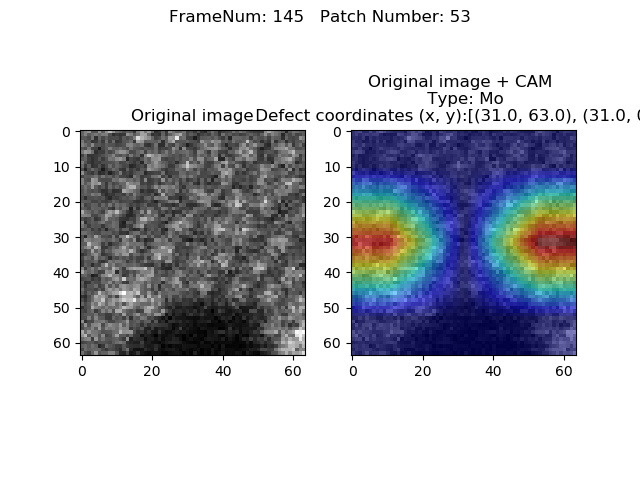 FrameNum: 145   Patch Number: 53
Original image + CAM
Type: Mo
Original image
Defect coordinates (x, y):[(31.0, 63.0), (31.0, 0
0
10
20
30
40
50
60
0 20 40 60
0
10
20
30
40
50
60
0 20 40 60